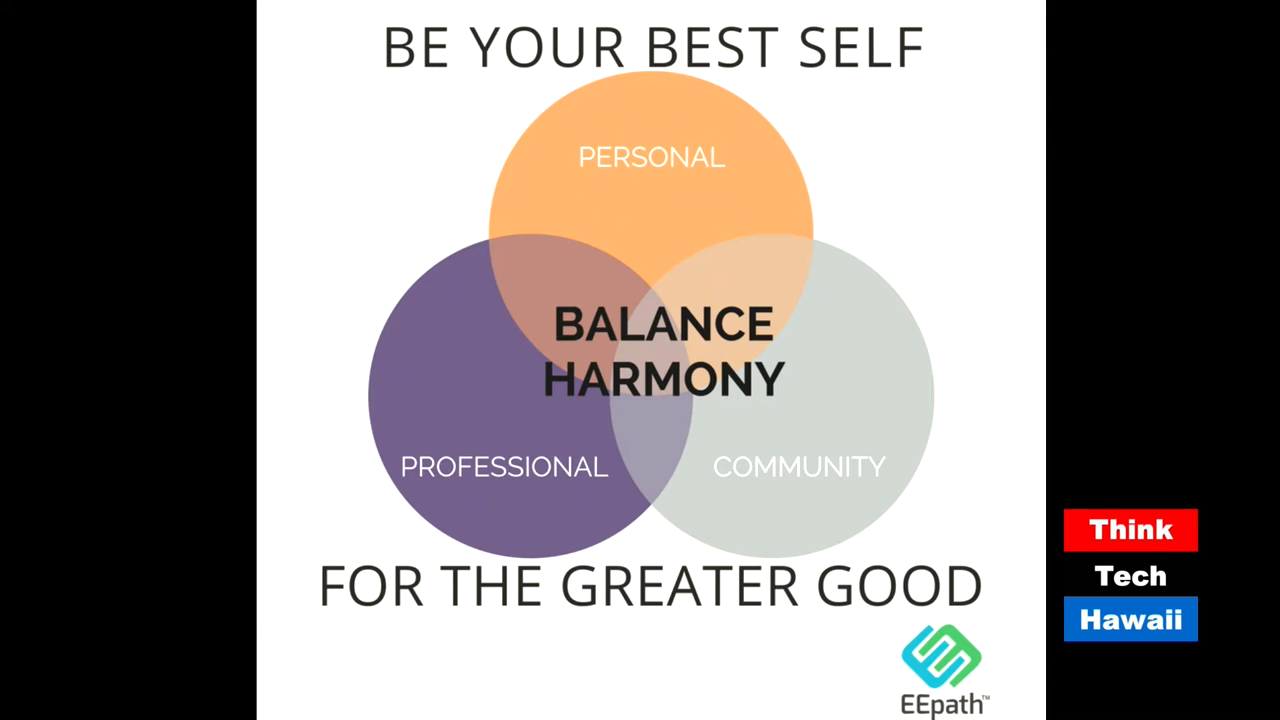 BE YOUR BEST SELF
PERSONAL
BALANCE
HARMONY
PROFESSIONAL
COMMUNITY
FOR THE GREATER GOOD
EEpath™
Think
Tech
Hawaii